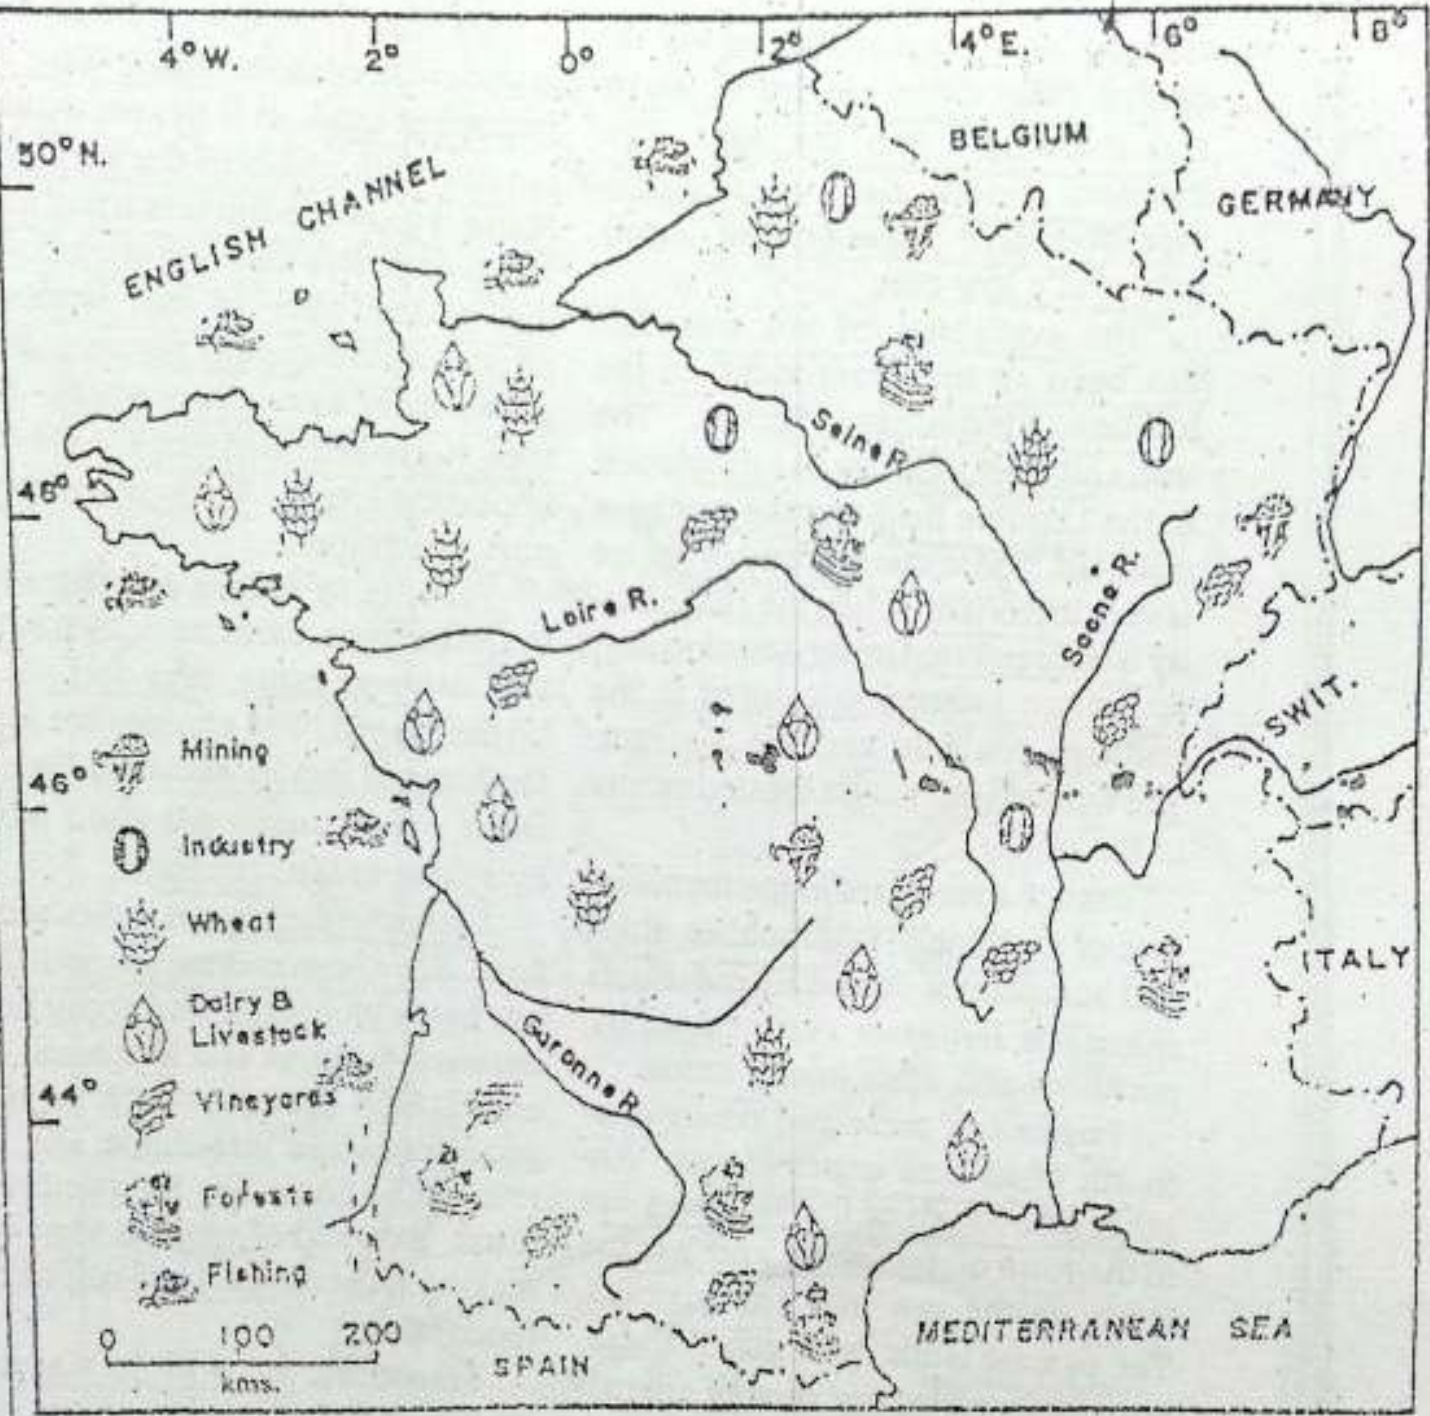 4° W.
2°
0°
2°
4° E.
6°
8°
50° N.
BELGIUM
GERMANY
ENGLISH CHANNEL
Seine R.
48°
Loire R.
Saone R.
SWIT.
Mining
46°
Industry
Wheat
ITALY
Dairy &
Livestock
Garonne R.
44°
Vineyards
Forests
Fishing
0 100 200
kms.
SPAIN
MEDITERRANEAN SEA